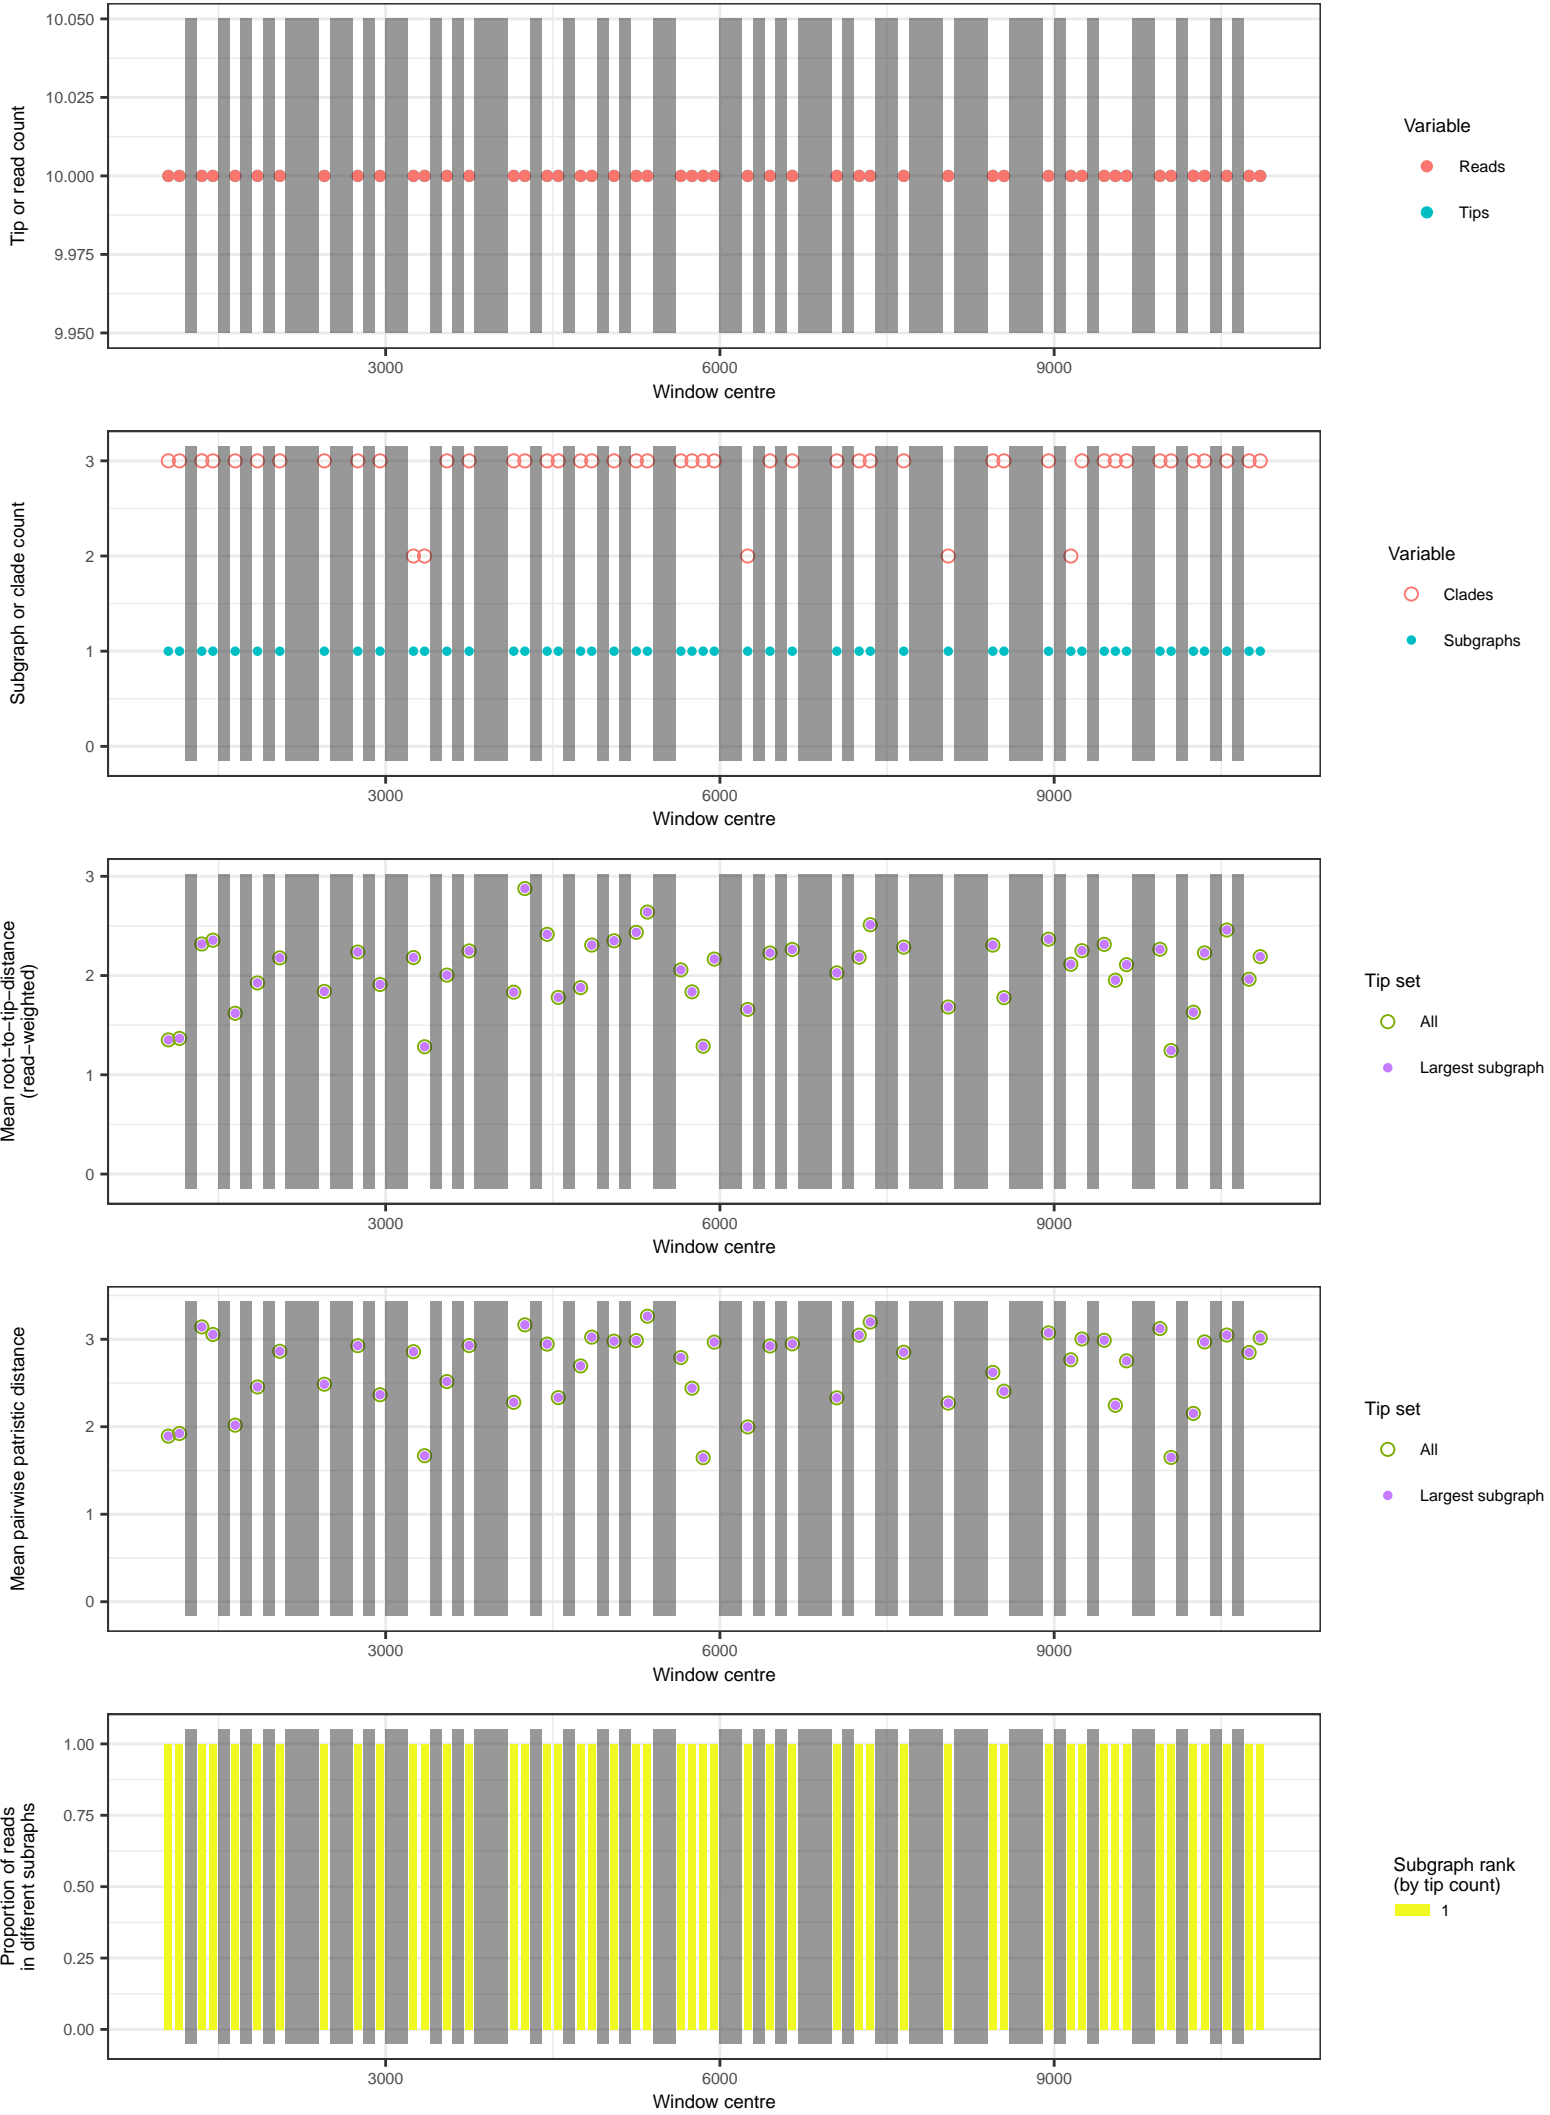 10.050
10.025
10.000
9.975
9.950
Tip or read count
3000
6000
9000
Window centre
Variable
Reads
Tips
3
2
1
0
Subgraph or clade count
3000
6000
9000
Window centre
Variable
Clades
Subgraphs
3
2
1
0
Mean root−to−tip−distance
(read−weighted)
3000
6000
9000
Window centre
Tip set
All
Largest subgraph
3
2
1
0
Mean pairwise patristic distance
3000
6000
9000
Window centre
Tip set
All
Largest subgraph
1.00
0.75
0.50
0.25
0.00
Proportion of reads
in different subraphs
3000
6000
9000
Window centre
Subgraph rank
(by tip count)
1